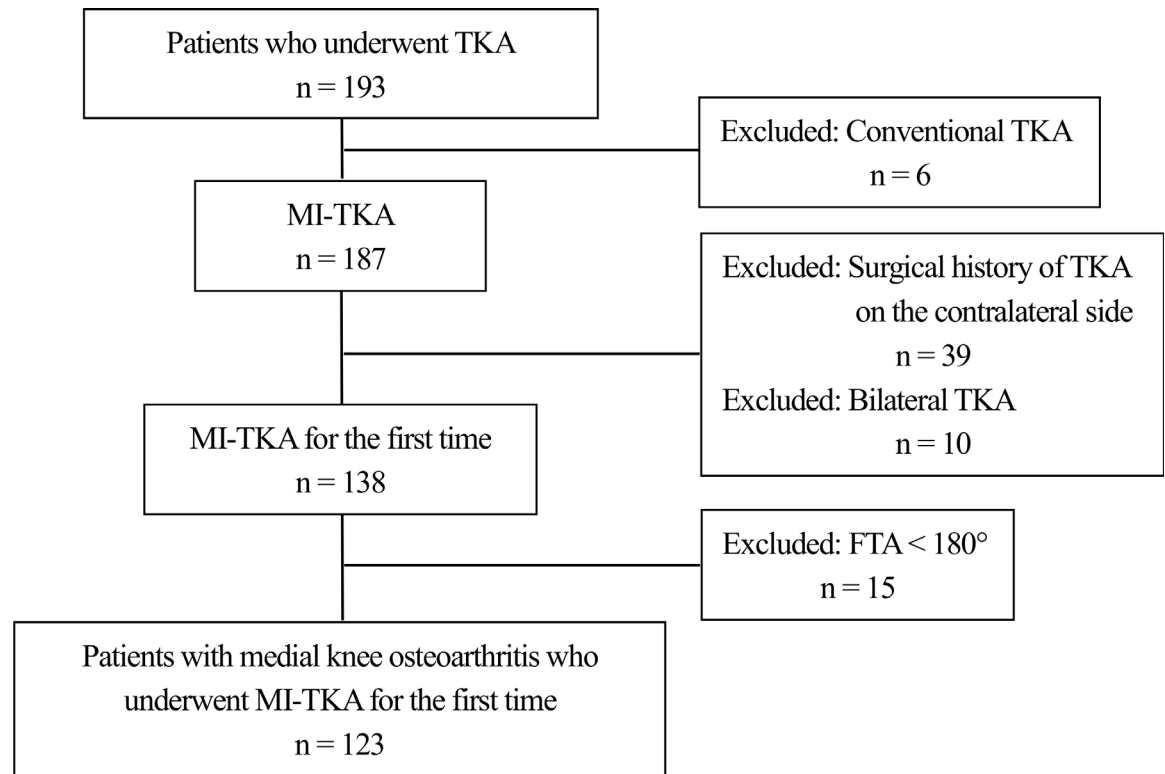 Patients who underwent TKA
n = 193
Excluded: Conventional TKA
n = 6
MI-TKA
n = 187
Excluded: Surgical history of TKA
on the contralateral side
n = 39
Excluded: Bilateral TKA
n = 10
MI-TKA for the first time
n = 138
Excluded: FTA < 180°
n = 15
Patients with medial knee osteoarthritis who
underwent MI-TKA for the first time
n = 123